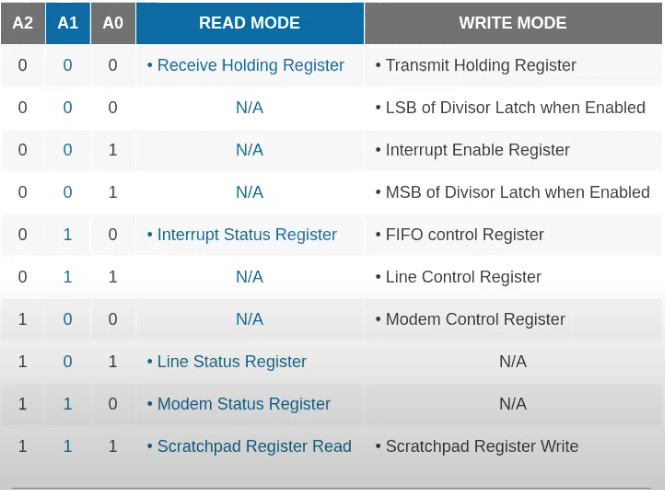 A2 A1 A0 READ MODE WRITE MODE
0 0 0 • Receive Holding Register • Transmit Holding Register
0 0 0 N/A • LSB of Divisor Latch when Enabled
0 0 1 N/A • Interrupt Enable Register
0 0 1 N/A • MSB of Divisor Latch when Enabled
0 1 0 • Interrupt Status Register • FIFO control Register
0 1 1 N/A • Line Control Register
1 0 0 N/A • Modem Control Register
1 0 1 • Line Status Register N/A
1 1 0 • Modem Status Register N/A
1 1 1 • Scratchpad Register Read • Scratchpad Register Write